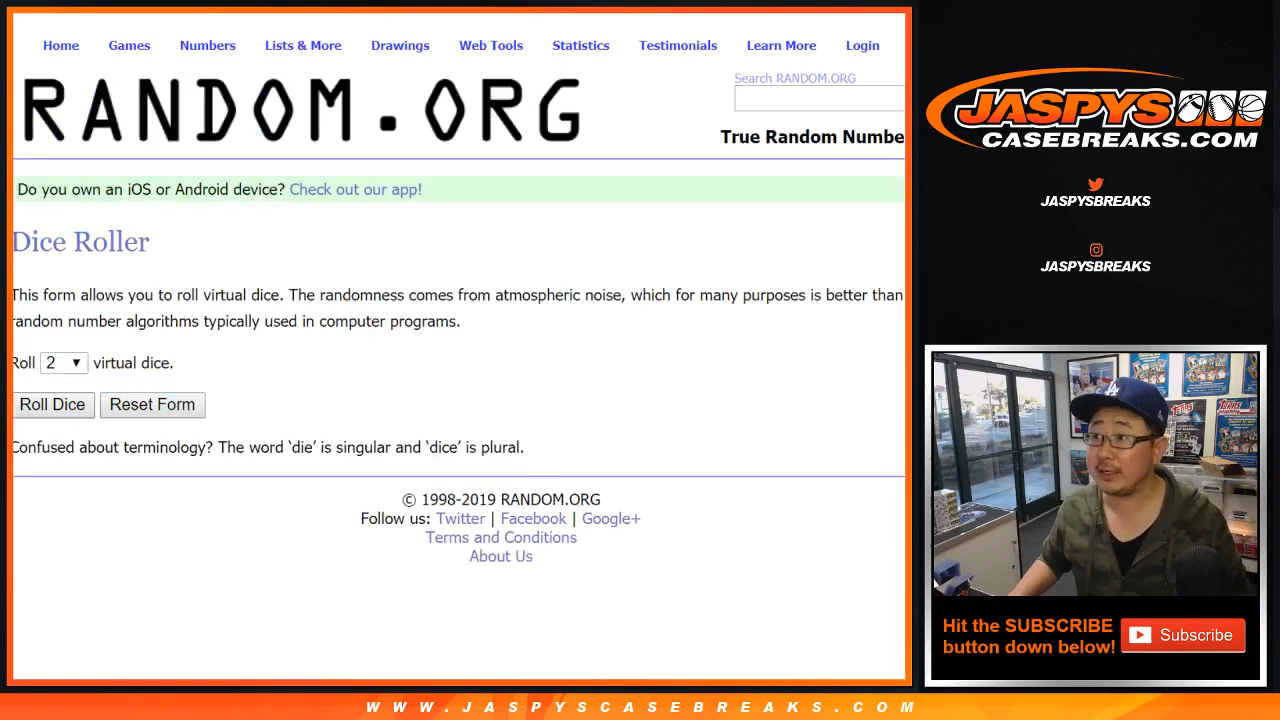 Home Games Numbers Lists & More Drawings Web Tools Statistics Testimonials Learn More Login
RANDOM.ORG
Search RANDOM.ORG
True Random Numbe
Do you own an iOS or Android device? Check out our app!
Dice Roller
This form allows you to roll virtual dice. The randomness comes from atmospheric noise, which for many purposes is better than
random number algorithms typically used in computer programs.
Roll 2 virtual dice.
Roll Dice Reset Form
Confused about terminology? The word ‘die’ is singular and ‘dice’ is plural.
© 1998-2019 RANDOM.ORG
Follow us: Twitter | Facebook | Google+
Terms and Conditions
About Us
JASPYS
CASEBREAKS.COM
JASPYSBREAKS
JASPYSBREAKS
LA
TOPPS
Hit the SUBSCRIBE
button down below!
Subscribe
WWW.JASPYSCASEBREAKS.COM